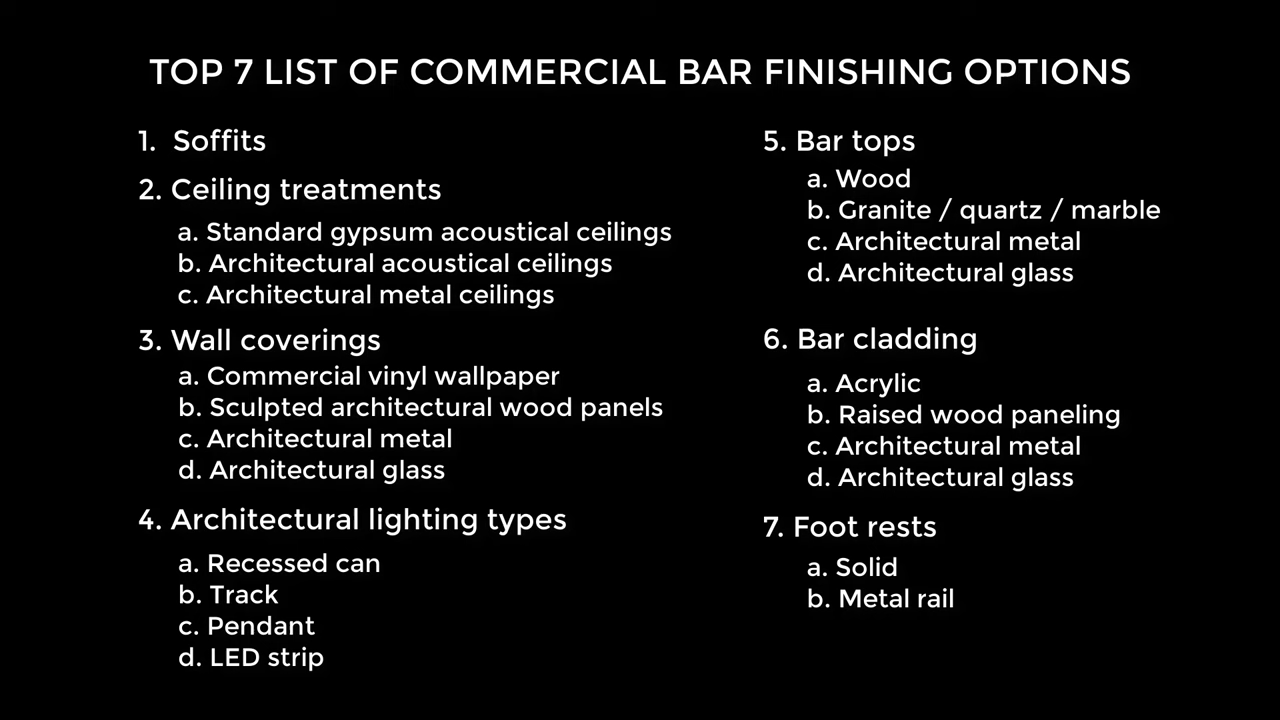 TOP 7 LIST OF COMMERCIAL BAR FINISHING OPTIONS
1. Soffits
2. Ceiling treatments
a. Standard gypsum acoustical ceilings
b. Architectural acoustical ceilings
c. Architectural metal ceilings
3. Wall coverings
a. Commercial vinyl wallpaper
b. Sculpted architectural wood panels
c. Architectural metal
d. Architectural glass
4. Architectural lighting types
a. Recessed can
b. Track
c. Pendant
d. LED strip
5. Bar tops
a. Wood
b. Granite / quartz / marble
c. Architectural metal
d. Architectural glass
6. Bar cladding
a. Acrylic
b. Raised wood paneling
c. Architectural metal
d. Architectural glass
7. Foot rests
a. Solid
b. Metal rail